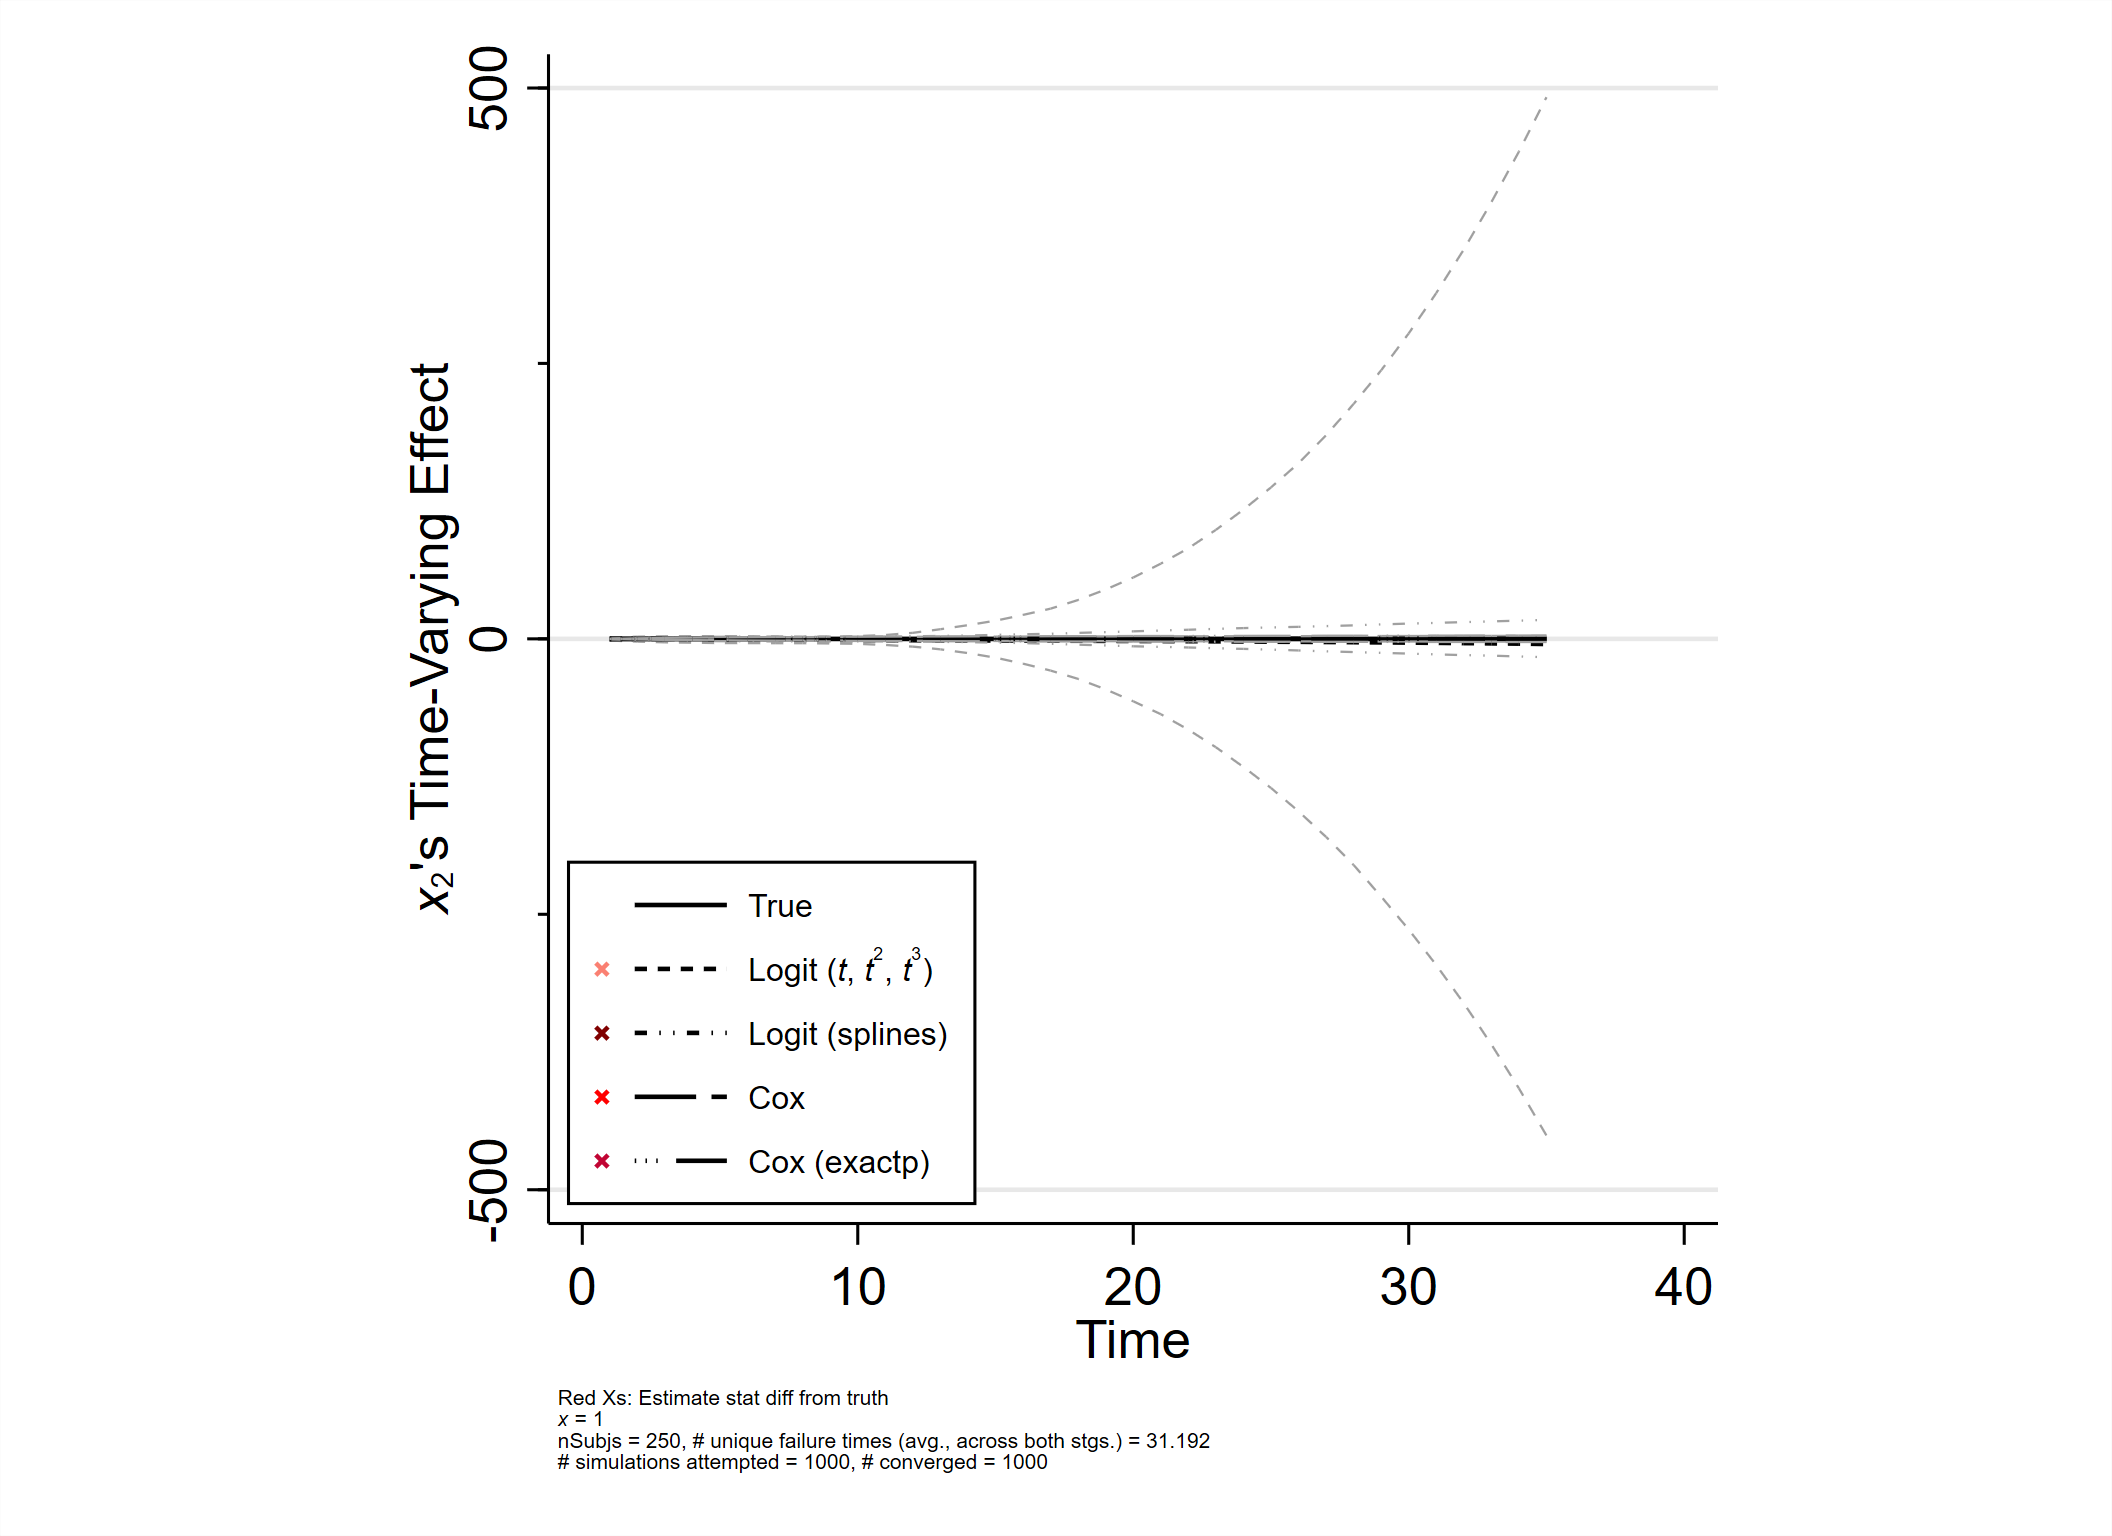 500
0
-500
x₂'s Time-Varying Effect
True
Logit (t, t², t³)
Logit (splines)
Cox
Cox (exactp)
0 10 20 30 40
Time
Red Xs: Estimate stat diff from truth
x = 1
nSubjs = 250, # unique failure times (avg., across both stgs.) = 31.192
# simulations attempted = 1000, # converged = 1000